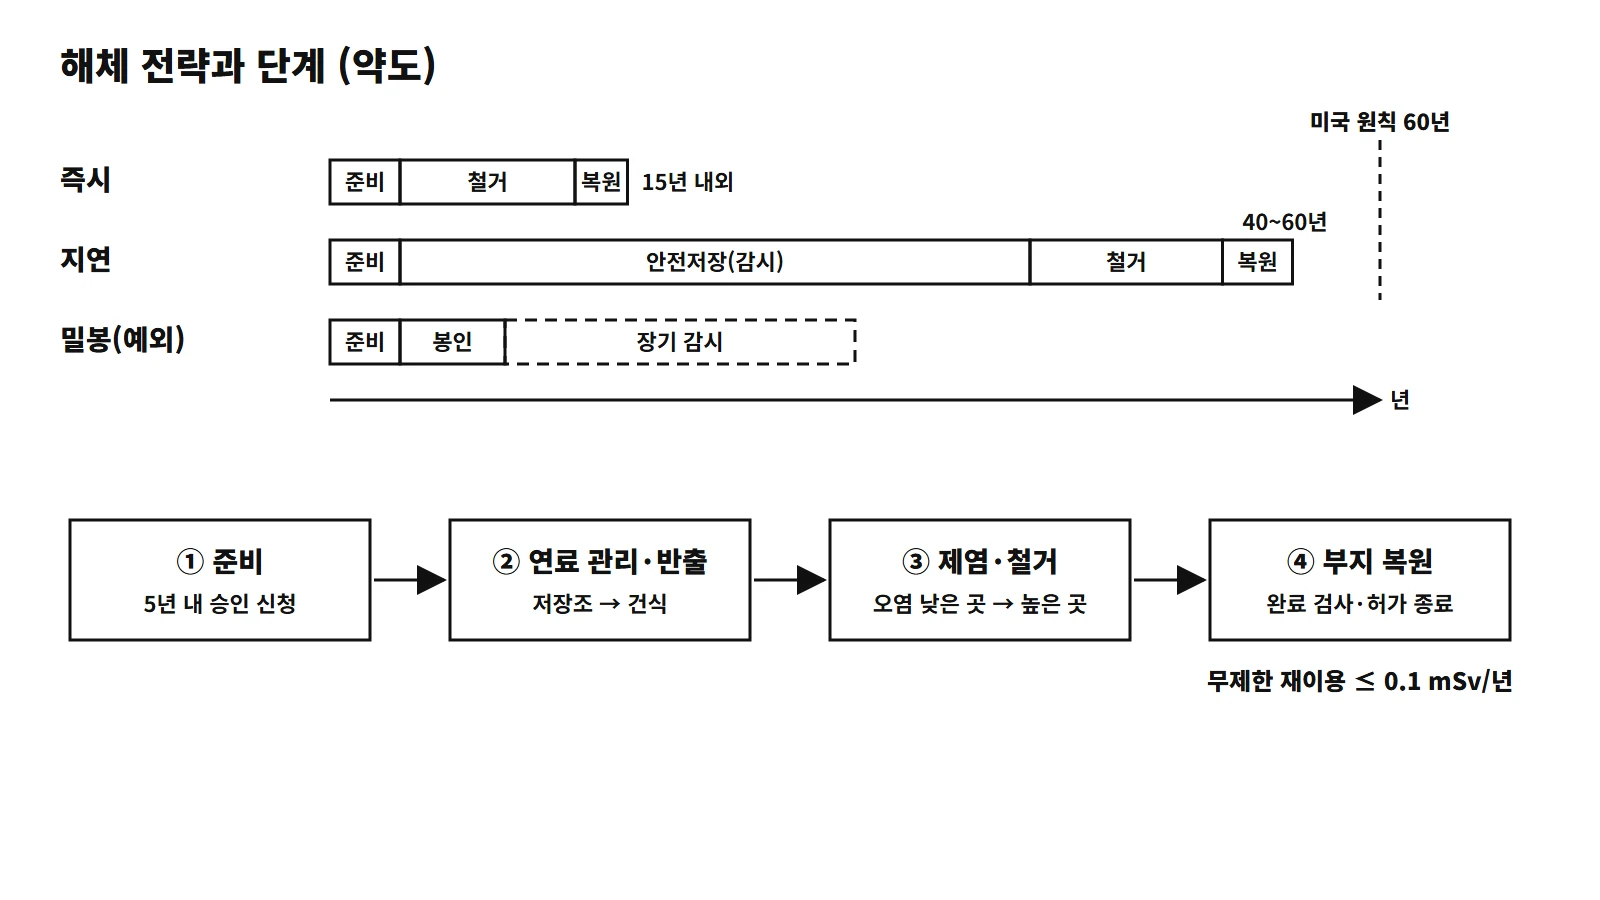 해체 전략과 단계 (약도)
미국 원칙 60년
즉시
준비
철거
복원
15년 내외
40~60년
지연
준비
안전저장(감시)
철거
복원
밀봉(예외)
준비
봉인
장기 감시
년
① 준비
5년 내 승인 신청
② 연료 관리·반출
저장조 → 건식
③ 제염·철거
오염 낮은 곳 → 높은 곳
④ 부지 복원
완료 검사·허가 종료
무제한 재이용 ≤ 0.1 mSv/년